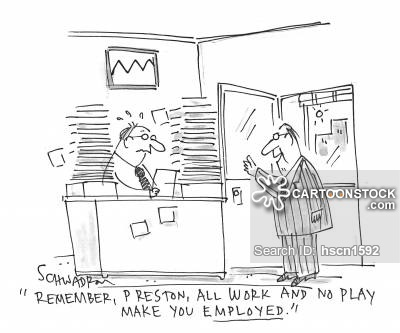 CARTOONSTOCK
.com
Search ID: hscn1592
SCHWADRON
"REMEMBER, PRESTON, ALL WORK AND NO PLAY
MAKE YOU EMPLOYED."